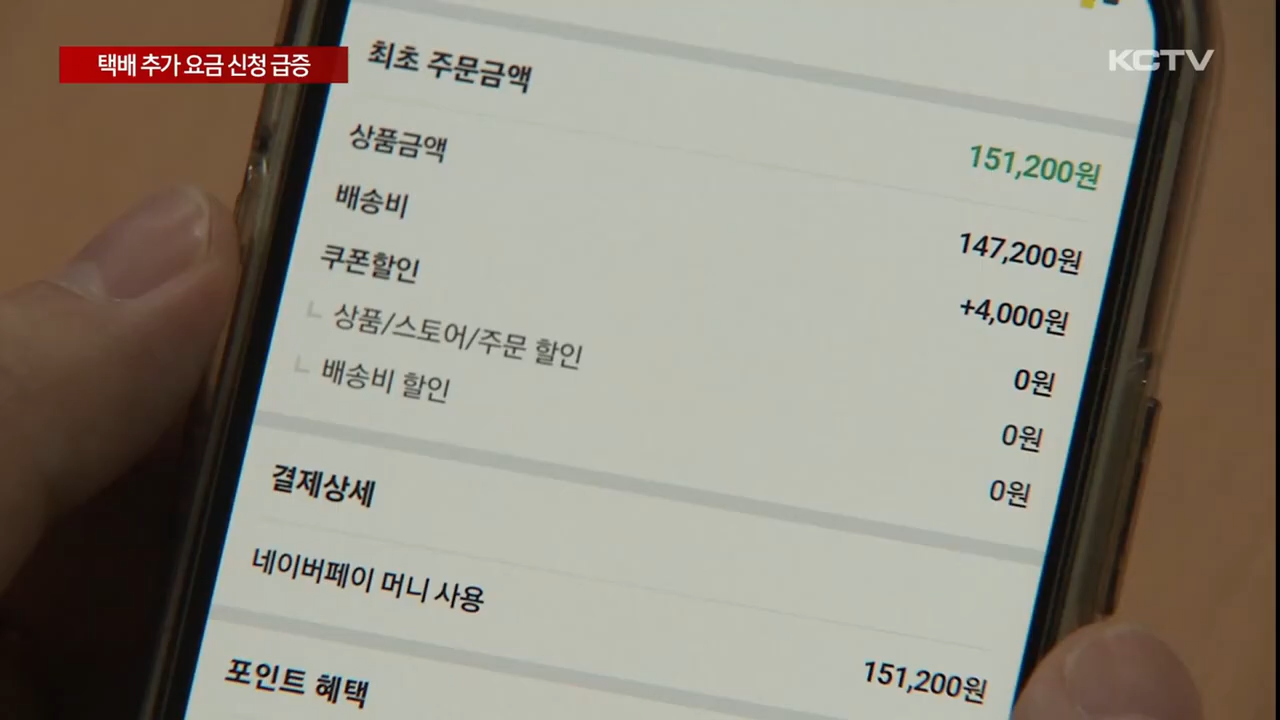 택배 추가 요금 신청 급증
KCTV
최초 주문금액
151,200원
상품금액
147,200원
배송비
+4,000원
쿠폰할인
0원
ㄴ 상품/스토어/주문 할인
0원
ㄴ 배송비 할인
0원
결제상세
네이버페이 머니 사용
151,200원
포인트 혜택